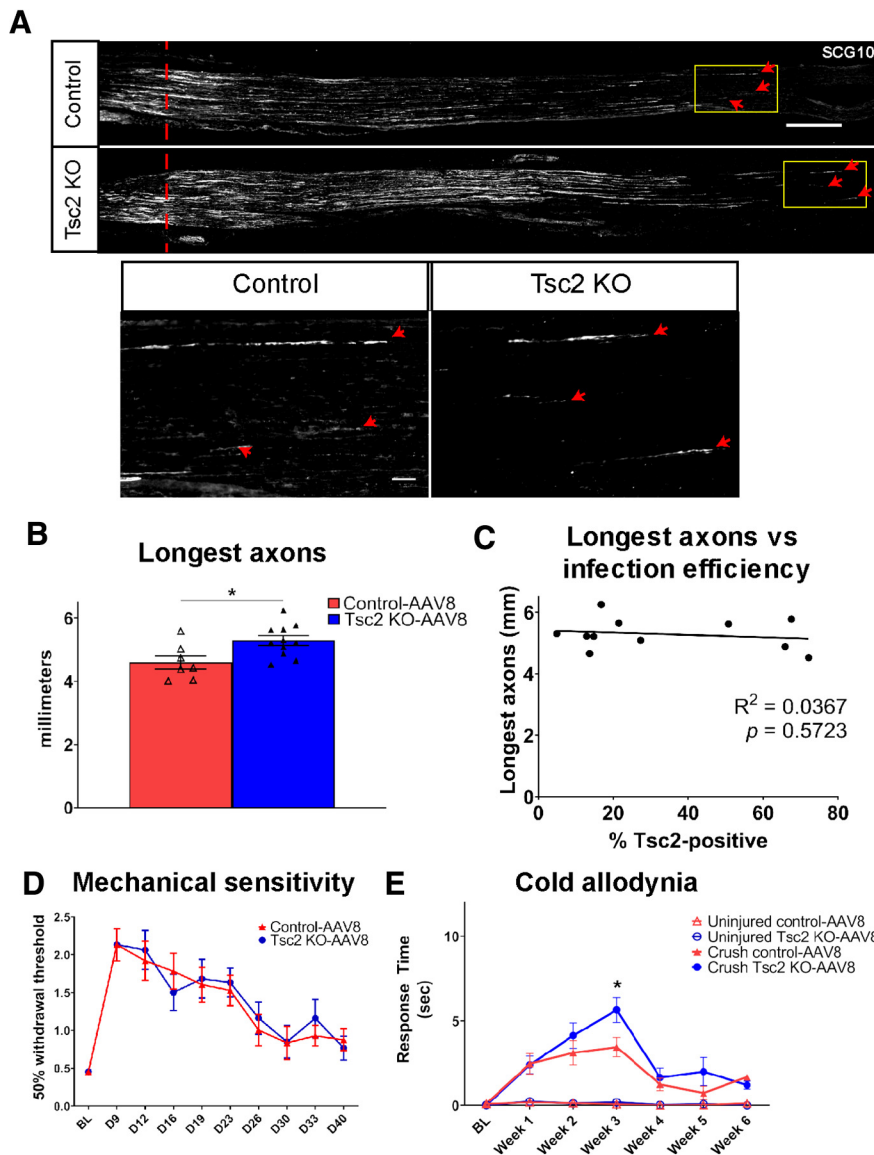 A
SCG10
Control
Tsc2 KO
Control
Tsc2 KO
B
Longest axons
*
Control-AAV8
Tsc2 KO-AAV8
millimeters
6
4
2
0
C
Longest axons vs
infection efficiency
Longest axons (mm)
8
6
4
2
0
R² = 0.0367
p = 0.5723
0 20 40 60 80
% Tsc2-positive
D
Mechanical sensitivity
Control-AAV8
Tsc2 KO-AAV8
50% withdrawal threshold
2.5
2.0
1.5
1.0
0.5
0.0
BL D9 D12 D16 D19 D23 D26 D30 D33 D40
E
Cold allodynia
Uninjured control-AAV8
Uninjured Tsc2 KO-AAV8
Crush control-AAV8
Crush Tsc2 KO-AAV8
Response Time
(sec)
10
5
0
*
BL Week 1 Week 2 Week 3 Week 4 Week 5 Week 6